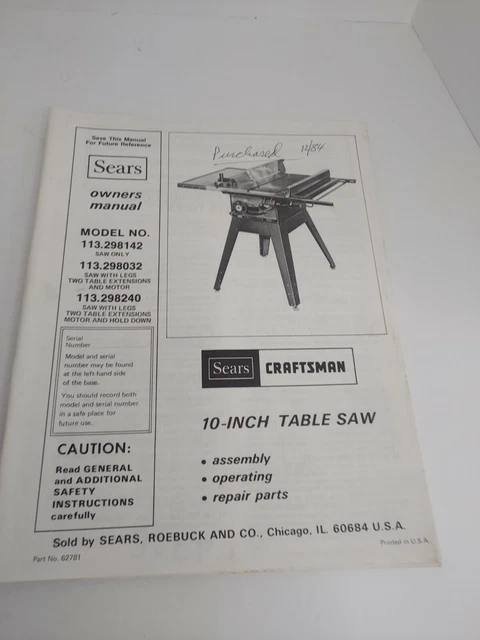 Save This Manual
For Future Reference
Sears
owners
manual
MODEL NO.
113.298142
SAW ONLY
113.298032
SAW WITH LEGS
TWO TABLE EXTENSIONS
AND MOTOR
113.298240
SAW WITH LEGS
TWO TABLE EXTENSIONS
MOTOR AND HOLD DOWN
Serial
Number
Model and serial
number may be found
at the left hand side
of the base.
You should record both
model and serial number
in a safe place for
future use.
CAUTION:
Read GENERAL
and ADDITIONAL
SAFETY
INSTRUCTIONS
carefully
Purchased 12/84
Sears CRAFTSMAN
10-INCH TABLE SAW
• assembly
• operating
• repair parts
Sold by SEARS, ROEBUCK AND CO., Chicago, IL. 60684 U.S.A.
Part No. 62781
Printed in U.S.A.